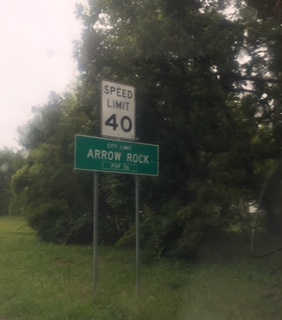 SPEED
LIMIT
40
CITY LIMIT
ARROW ROCK
POP